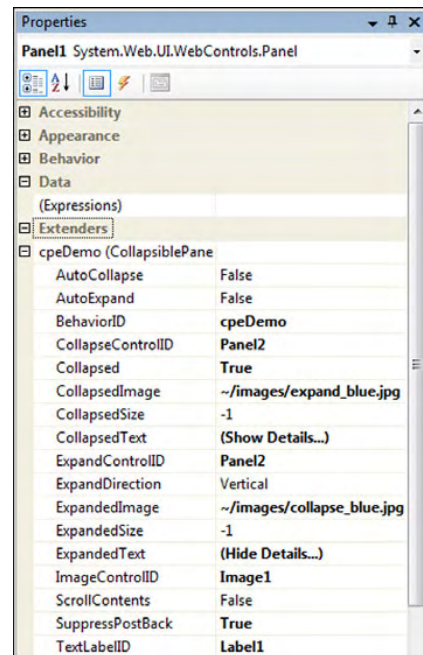 Properties
Panel1 System.Web.UI.WebControls.Panel
Accessibility
Appearance
Behavior
Data
(Expressions)
Extenders
cpeDemo (CollapsiblePane
AutoCollapse False
AutoExpand False
BehaviorID cpeDemo
CollapseControlID Panel2
Collapsed True
CollapsedImage ~/images/expand_blue.jpg
CollapsedSize -1
CollapsedText (Show Details...)
ExpandControlID Panel2
ExpandDirection Vertical
ExpandedImage ~/images/collapse_blue.jpg
ExpandedSize -1
ExpandedText (Hide Details...)
ImageControlID Image1
ScrollContents False
SuppressPostBack True
TextLabelID Label1